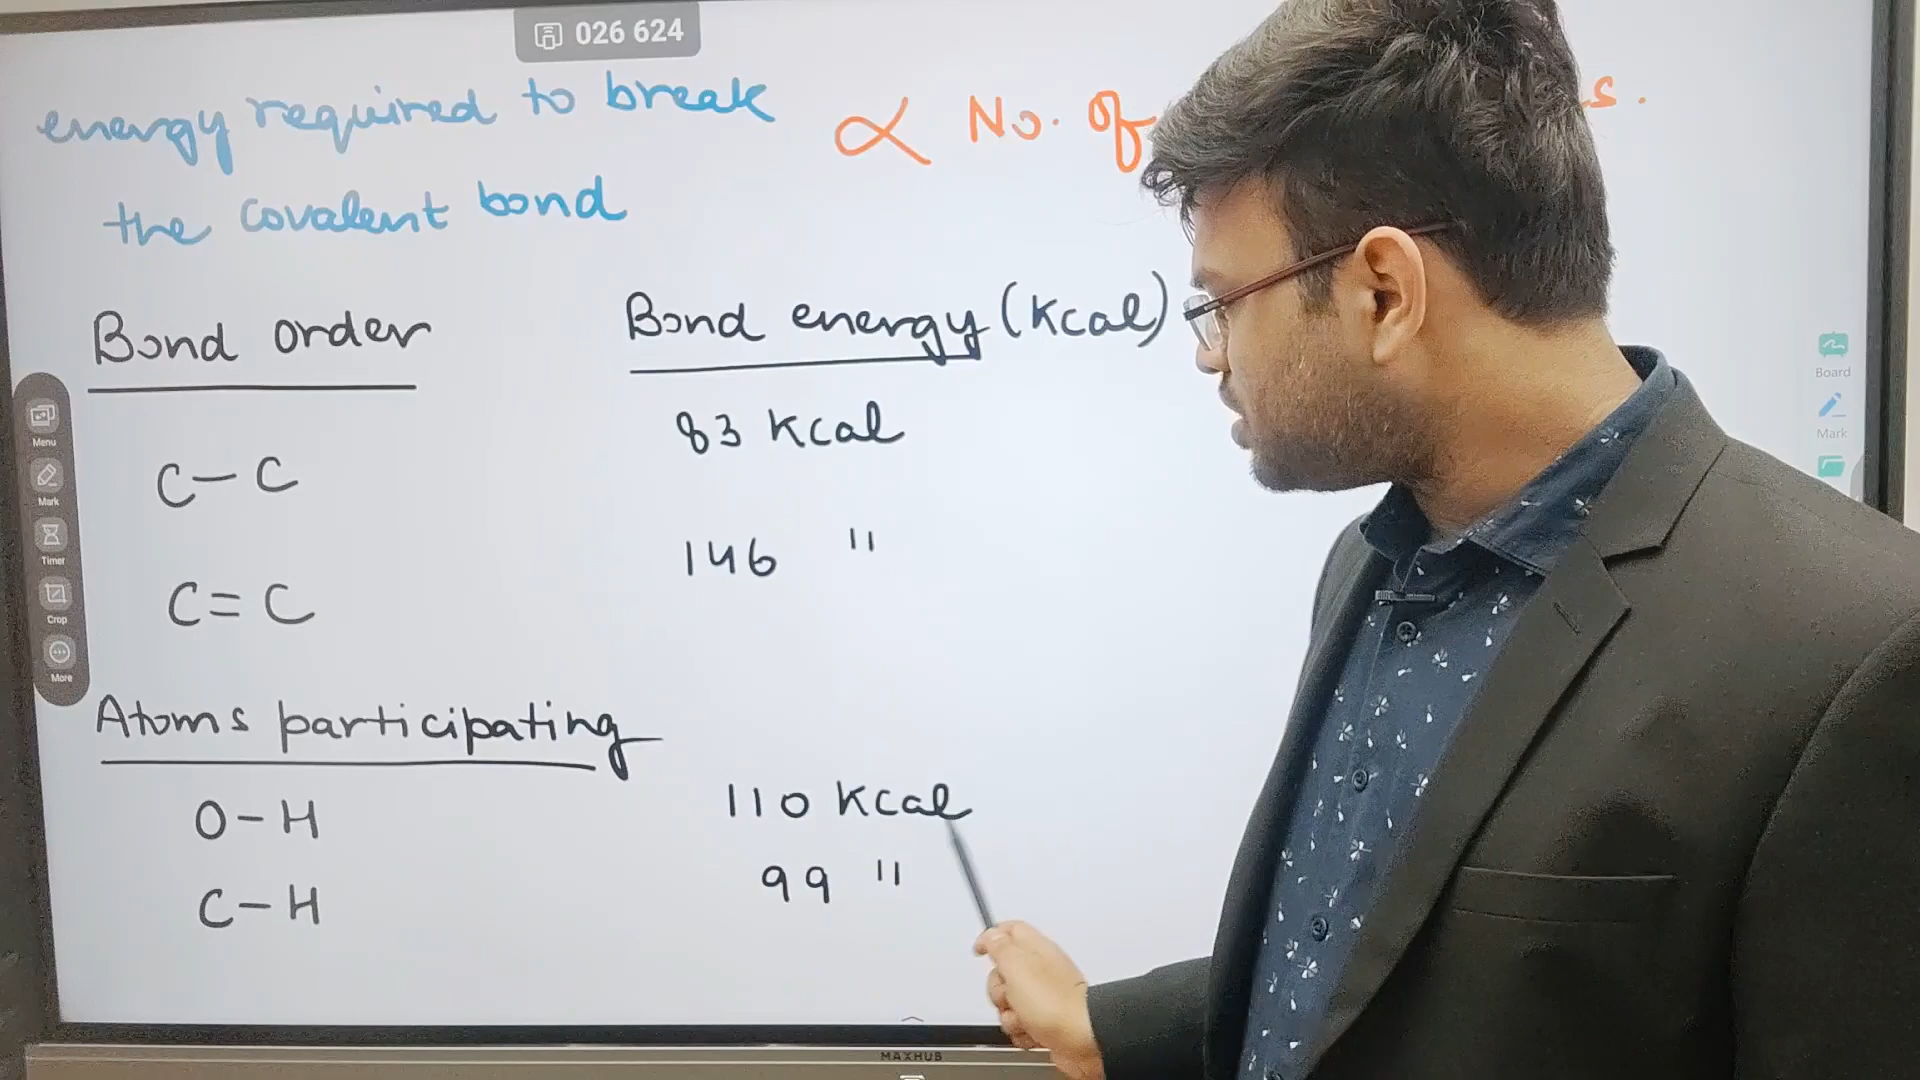 026 624
energy required to break ∝ No. of
the covalent bond
Bond order Bond energy (Kcal)
C-C 83 Kcal
C=C 146 "
Atoms participating
O-H 110 Kcal
C-H 99 "
Menu
Mark
Timer
Crop
More
Board
Mark
MAXHUB